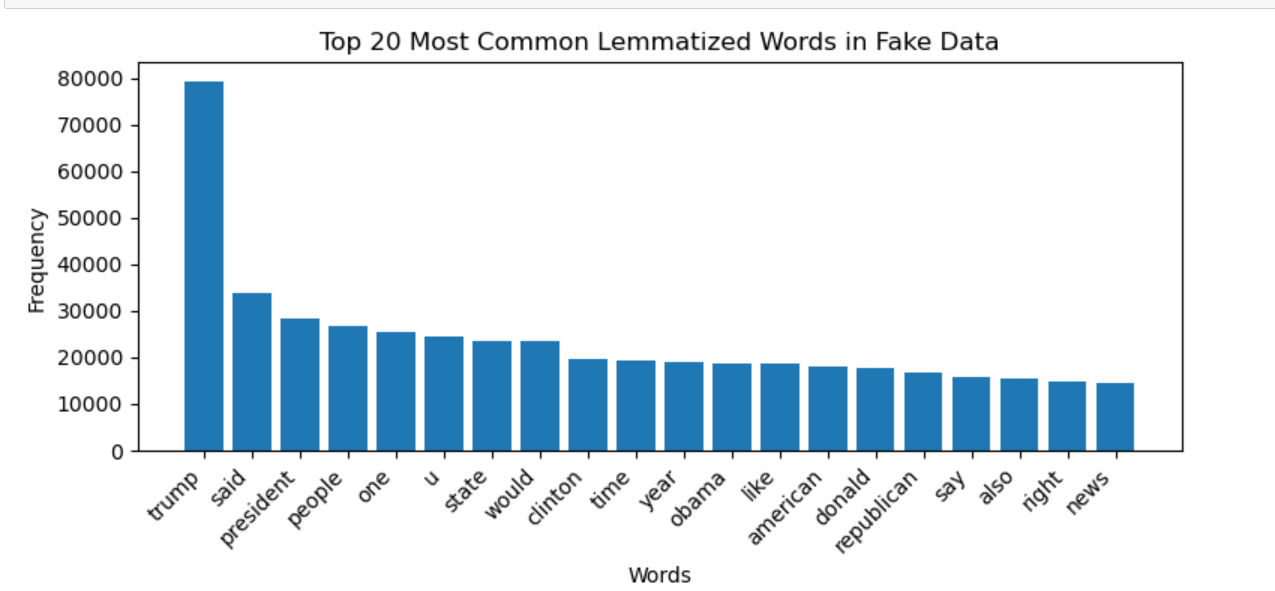 Top 20 Most Common Lemmatized Words in Fake Data
80000
70000
60000
50000
40000
30000
20000
10000
0
Frequency
trump
said
president
people
one
u
state
would
clinton
time
year
obama
like
american
donald
republican
say
also
right
news
Words